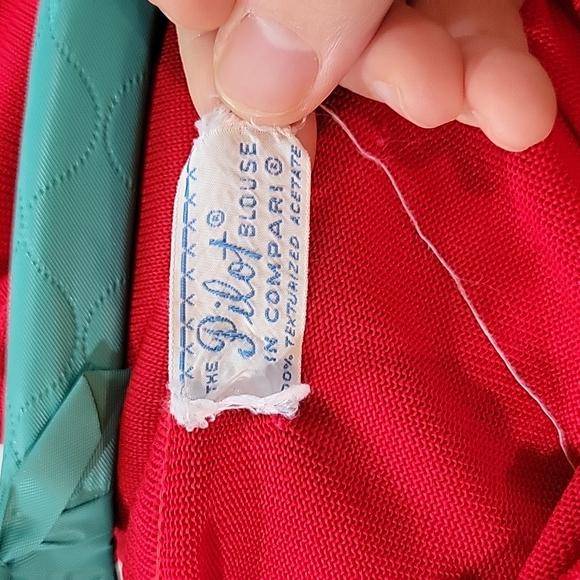 THE Pilot® BLOUSE
IN COMPARI®
100% TEXTURIZED ACETATE